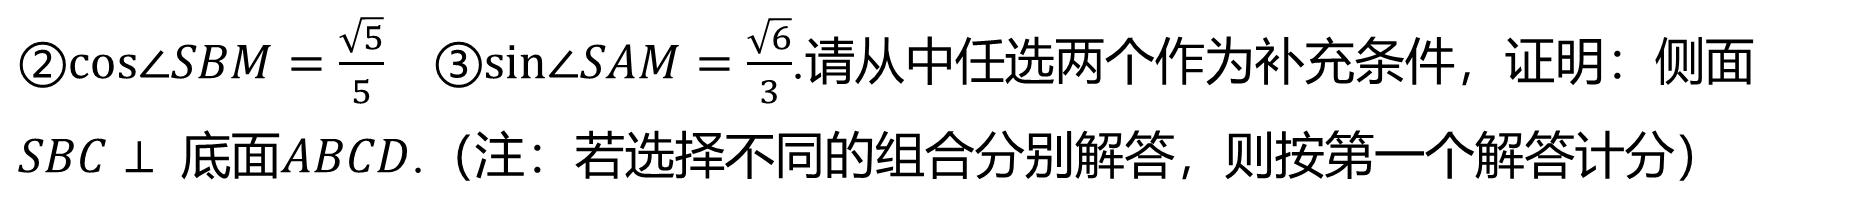 ②cos∠SBM = √5/5 ③sin∠SAM = √6/3.请从中任选两个作为补充条件，证明：侧面
SBC ⊥ 底面ABCD.（注：若选择不同的组合分别解答，则按第一个解答计分）